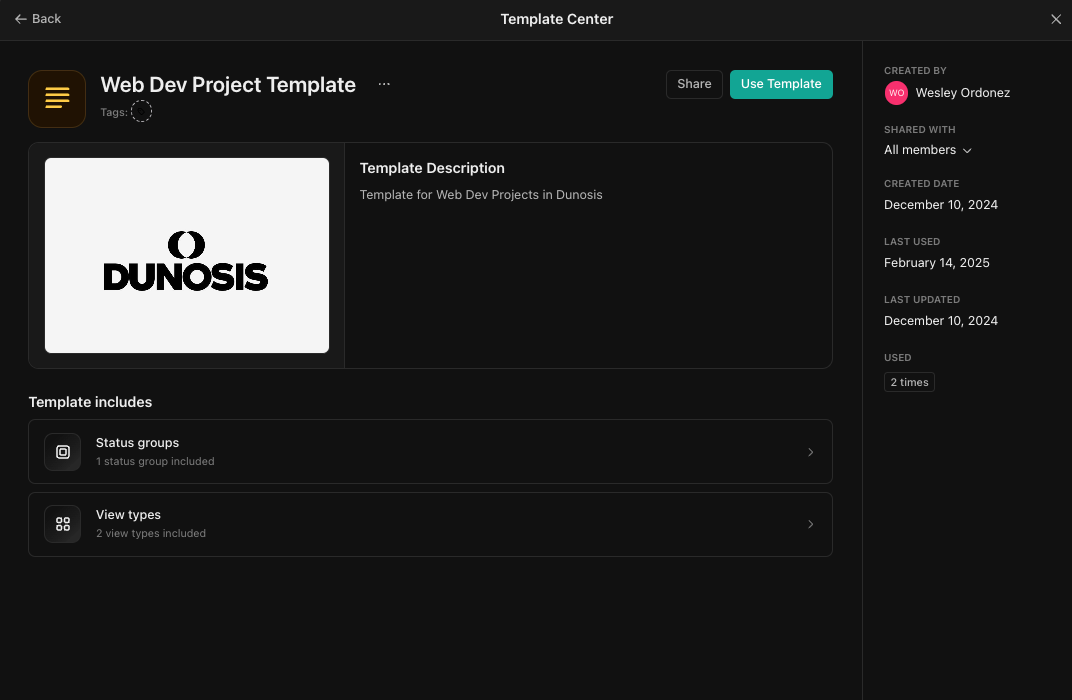 Back
Template Center
Web Dev Project Template
...
Share
Use Template
Tags:
DUNOSIS
Template Description
Template for Web Dev Projects in Dunosis
Template includes
Status groups
1 status group included
View types
2 view types included
CREATED BY
WO
Wesley Ordonez
SHARED WITH
All members
CREATED DATE
December 10, 2024
LAST USED
February 14, 2025
LAST UPDATED
December 10, 2024
USED
2 times